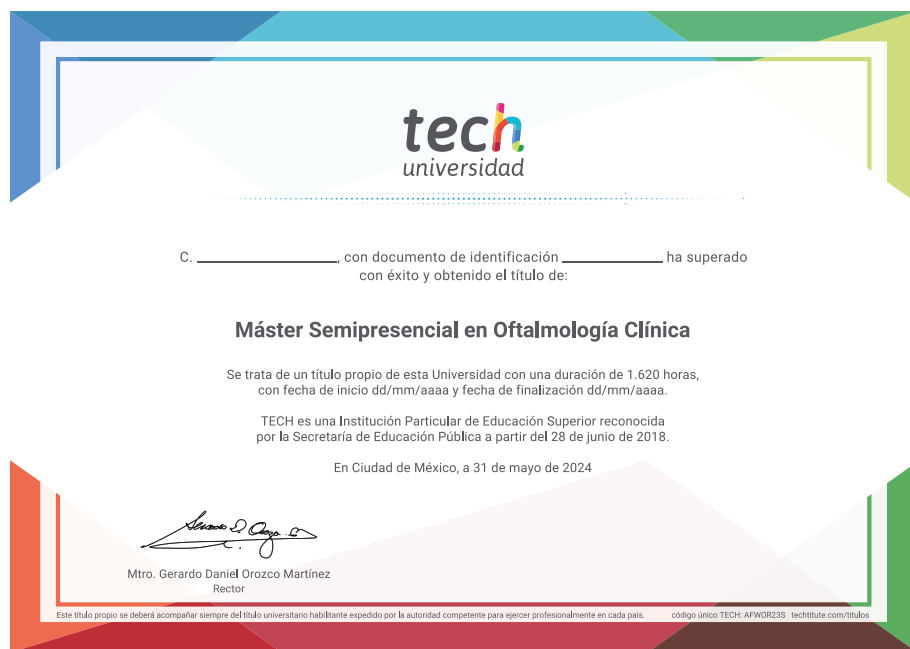 tech
universidad
C. ____________, con documento de identificación ____________ ha superado
con éxito y obtenido el título de:
Máster Semipresencial en Oftalmología Clínica
Se trata de un título propio de esta Universidad con una duración de 1.620 horas,
con fecha de inicio dd/mm/aaaa y fecha de finalización dd/mm/aaaa.
TECH es una Institución Particular de Educación Superior reconocida
por la Secretaría de Educación Pública a partir del 28 de junio de 2018.
En Ciudad de México, a 31 de mayo de 2024
Mtro. Gerardo Daniel Orozco Martínez
Rector
Este título propio se deberá acompañar siempre del título universitario habilitante expedido por la autoridad competente para ejercer profesionalmente en cada país. código único TECH: AFWOR23S techtitute.com/titulos